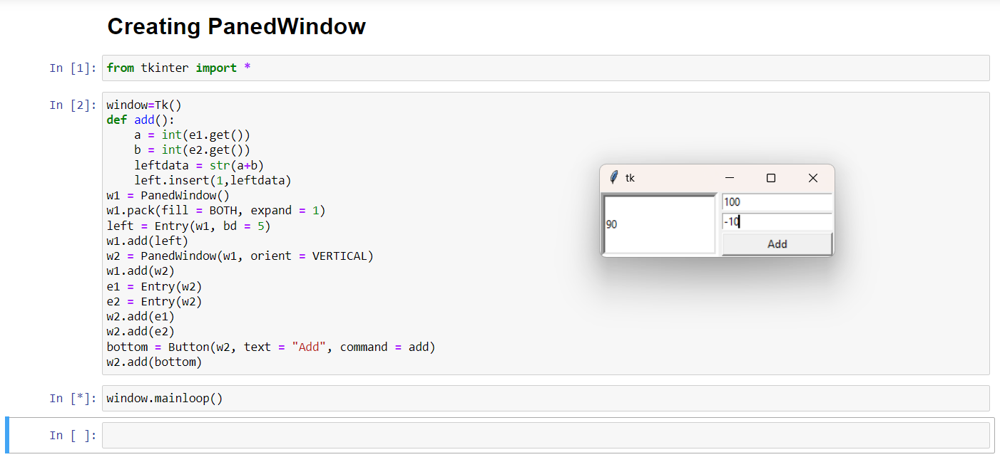 Creating PanedWindow
In [1]: from tkinter import *
In [2]: window=Tk()
def add():
    a = int(e1.get())
    b = int(e2.get())
    leftdata = str(a+b)
    left.insert(1,leftdata)
w1 = PanedWindow()
w1.pack(fill = BOTH, expand = 1)
left = Entry(w1, bd = 5)
w1.add(left)
w2 = PanedWindow(w1, orient = VERTICAL)
w1.add(w2)
e1 = Entry(w2)
e2 = Entry(w2)
w2.add(e1)
w2.add(e2)
bottom = Button(w2, text = "Add", command = add)
w2.add(bottom)
tk
90
100
-10
Add
In [*]: window.mainloop()
In [ ]: